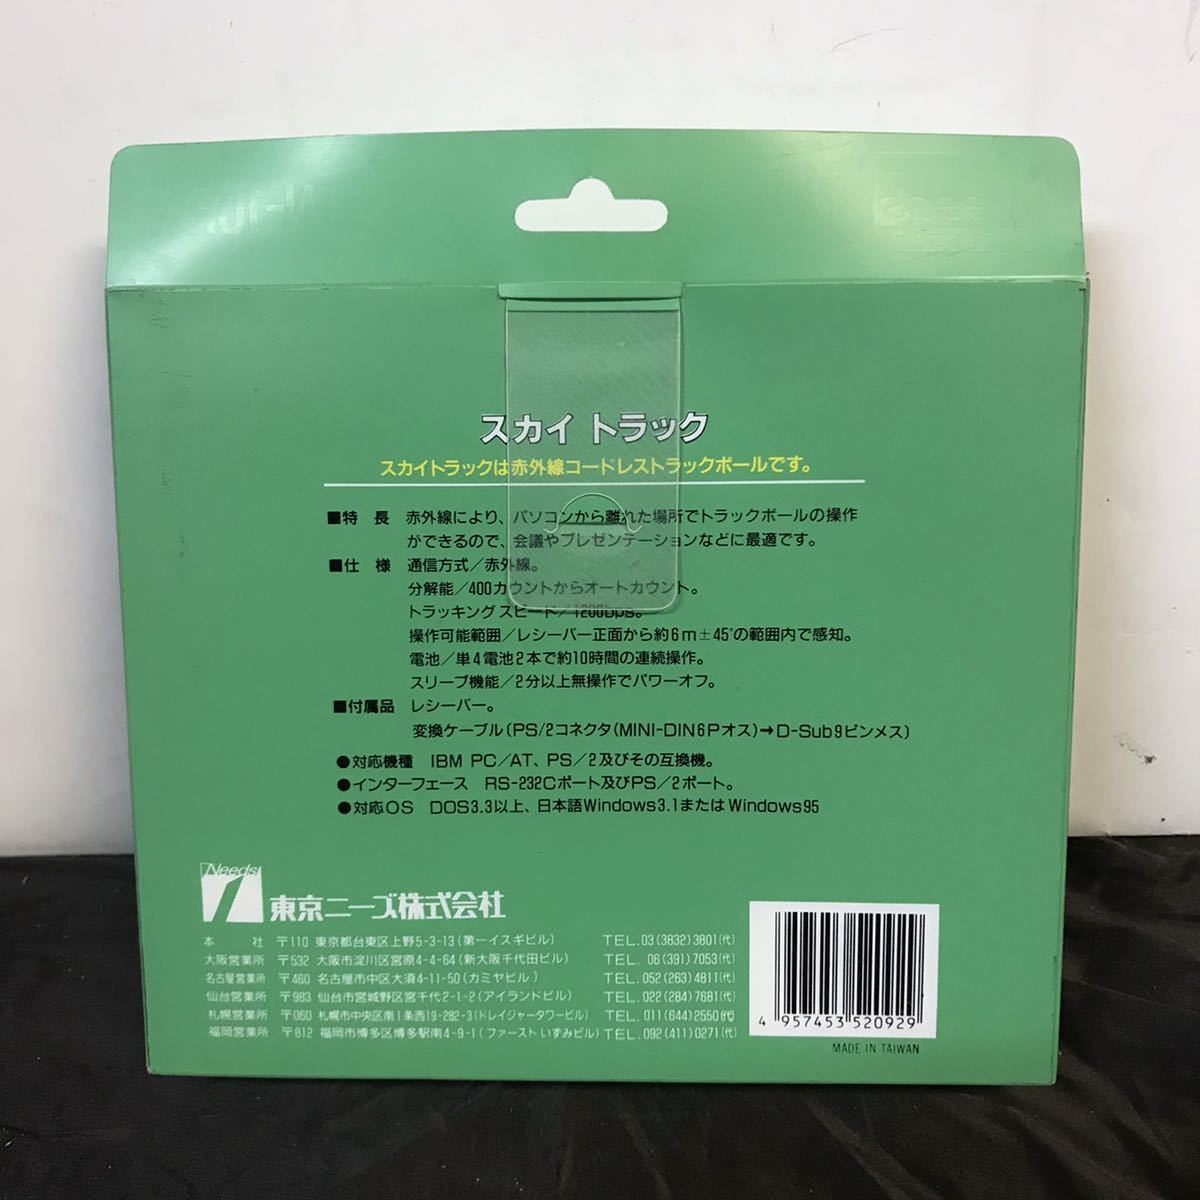 スカイ トラック
スカイトラックは赤外線コードレストラックボールです。
■特 長 赤外線により、パソコンから離れた場所でトラックボールの操作
ができるので、会議やプレゼンテーションなどに最適です。
■仕 様 通信方式/赤外線。
分解能/400カウントからオートカウント。
トラッキングスピード/1200bps。
操作可能範囲/レシーバー正面から約6m±45°の範囲内で感知。
電池/単4電池2本で約10時間の連続操作。
スリープ機能/2分以上無操作でパワーオフ。
■付属品 レシーバー。
変換ケーブル(PS/2コネクタ(MINI-DIN6Pオス)→D-Sub9ピンメス)
●対応機種 IBM PC/AT、PS/2及びその互換機。
●インターフェース RS-232Cポート及びPS/2ポート。
●対応OS DOS3.3以上、日本語Windows3.1またはWindows95
Needs
東京ニーズ株式会社
本 社 〒110 東京都台東区上野5-3-13(第一イスギビル) TEL.03(3832)3801(代)
大阪営業所 〒532 大阪市淀川区宮原4-4-64(新大阪千代田ビル) TEL. 06(391)7053(代)
名古屋営業所 〒460 名古屋市中区大須4-11-50(カミヤビル) TEL.052(263)4811(代)
仙台営業所 〒983 仙台市宮城野区宮千代2-1-2(アイランドビル) TEL.022(284)7681(代)
札幌営業所 〒060 札幌市中央区南1条西19-282-3(ドレイジャータワービル) TEL.011(644)2550(代)
福岡営業所 〒812 福岡市博多区博多駅南4-9-1(ファーストいずみビル) TEL.092(411)0271(代)
4 957453 520929
MADE IN TAIWAN